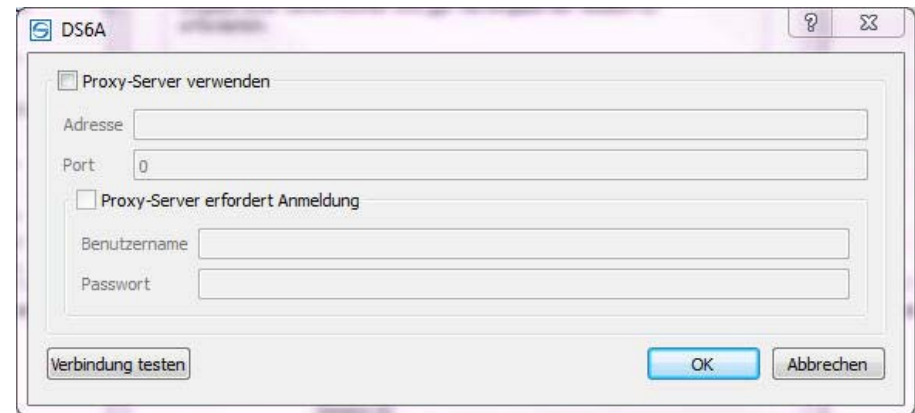 DS6A
Proxy-Server verwenden
Adresse
Port 0
Proxy-Server erfordert Anmeldung
Benutzername
Passwort
Verbindung testen OK Abbrechen